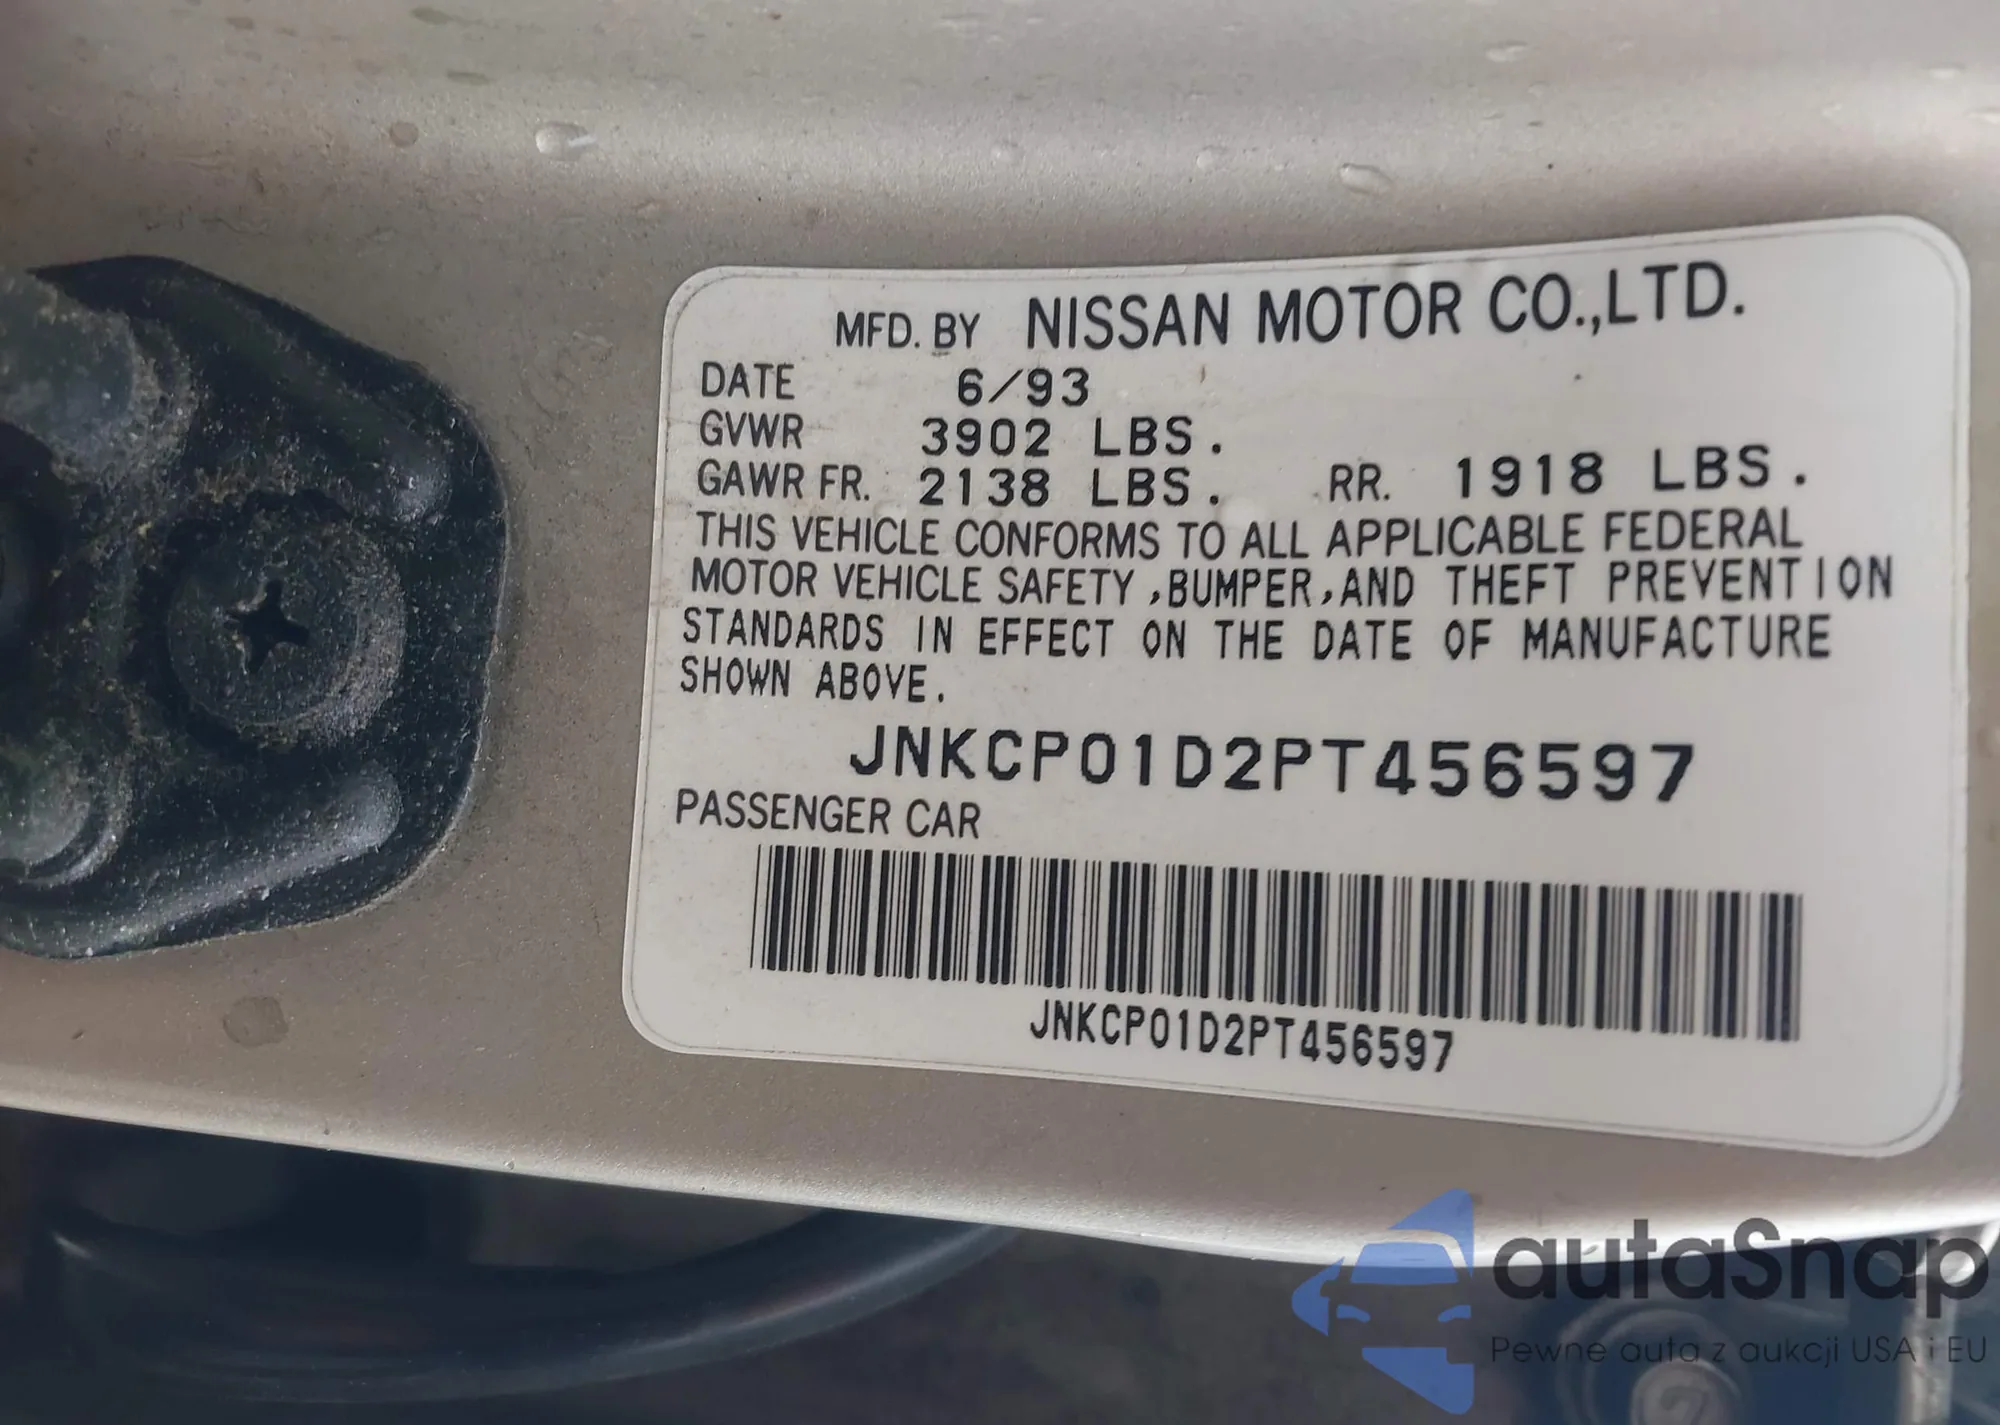 MFD. BY NISSAN MOTOR CO.,LTD.
DATE 6/93
GVWR 3902 LBS.
GAWR FR. 2138 LBS. RR. 1918 LBS.
THIS VEHICLE CONFORMS TO ALL APPLICABLE FEDERAL
MOTOR VEHICLE SAFETY, BUMPER, AND THEFT PREVENTION
STANDARDS IN EFFECT ON THE DATE OF MANUFACTURE
SHOWN ABOVE.
JNKCP01D2PT456597
PASSENGER CAR
JNKCP01D2PT456597
autaSnap
Pewne auta z aukcji USA i EU